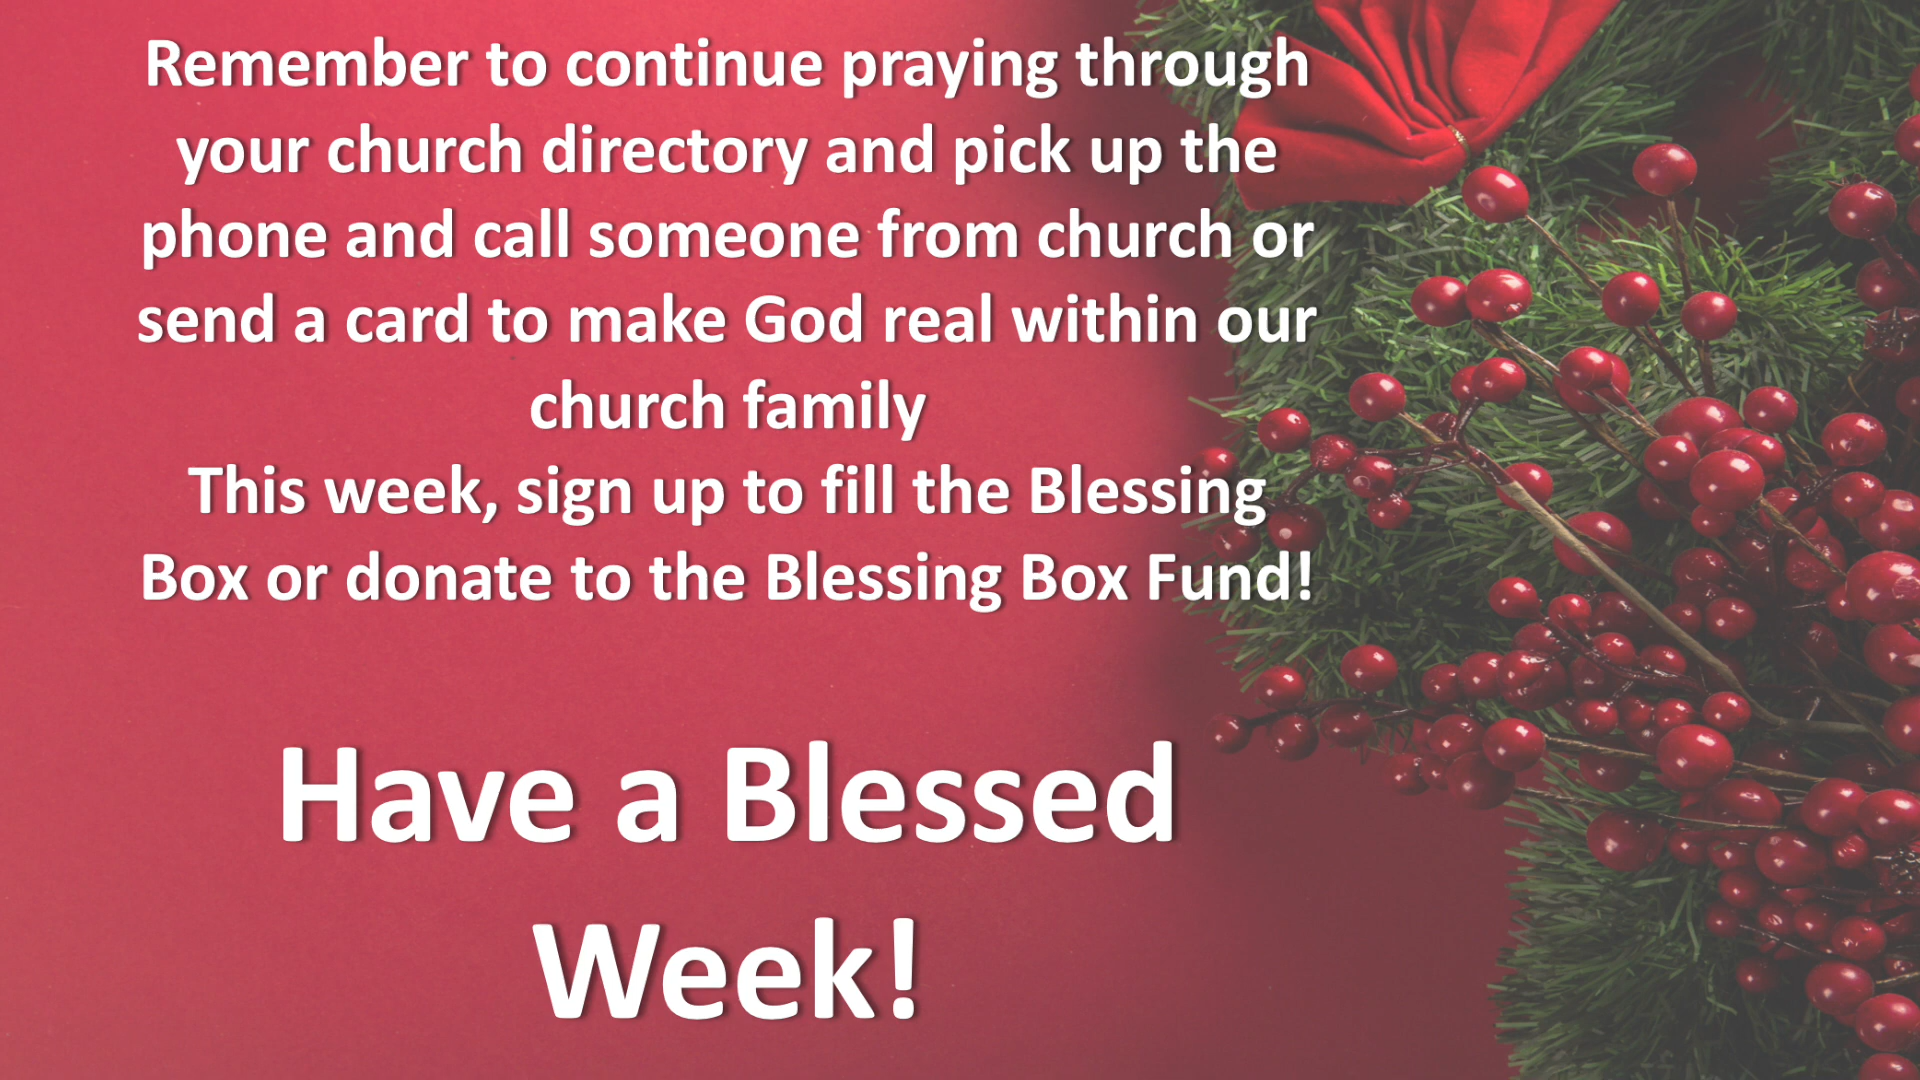 Remember to continue praying through
your church directory and pick up the
phone and call someone from church or
send a card to make God real within our
church family
This week, sign up to fill the Blessing
Box or donate to the Blessing Box Fund!
Have a Blessed
Week!